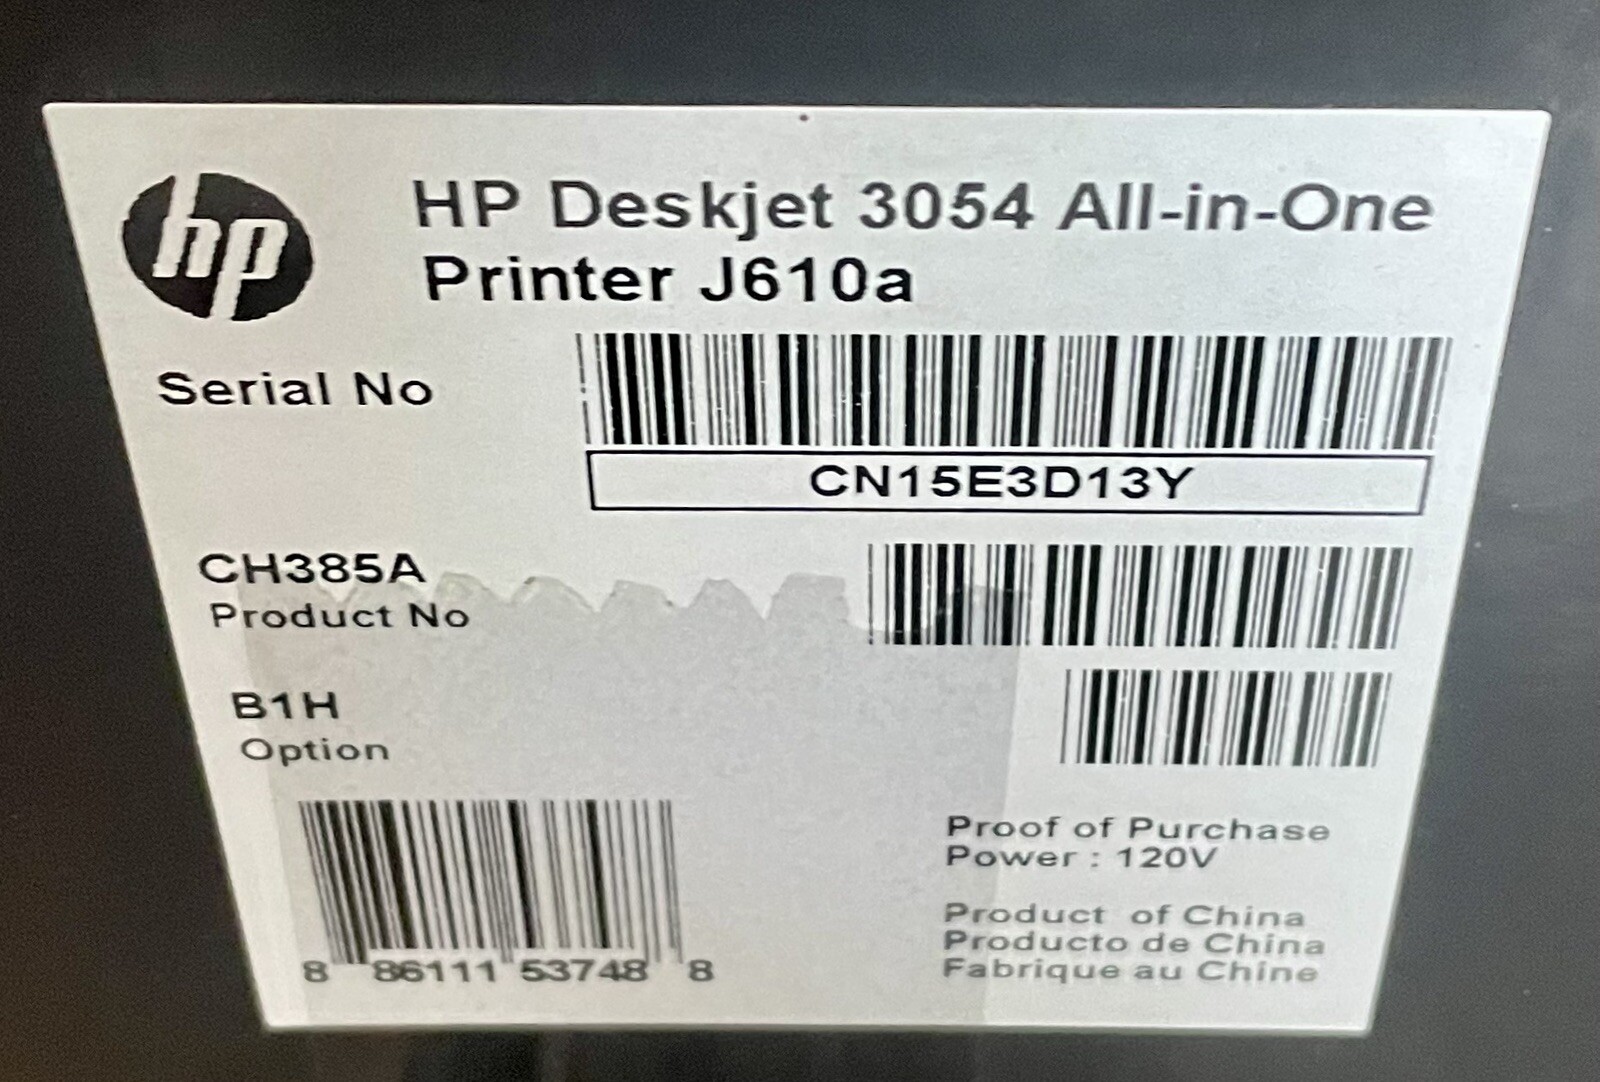 hp
HP Deskjet 3054 All-in-One
Printer J610a
Serial No
CN15E3D13Y
CH385A
Product No
B1H
Option
8 86111 53748 8
Proof of Purchase
Power : 120V
Product of China
Producto de China
Fabrique au Chine